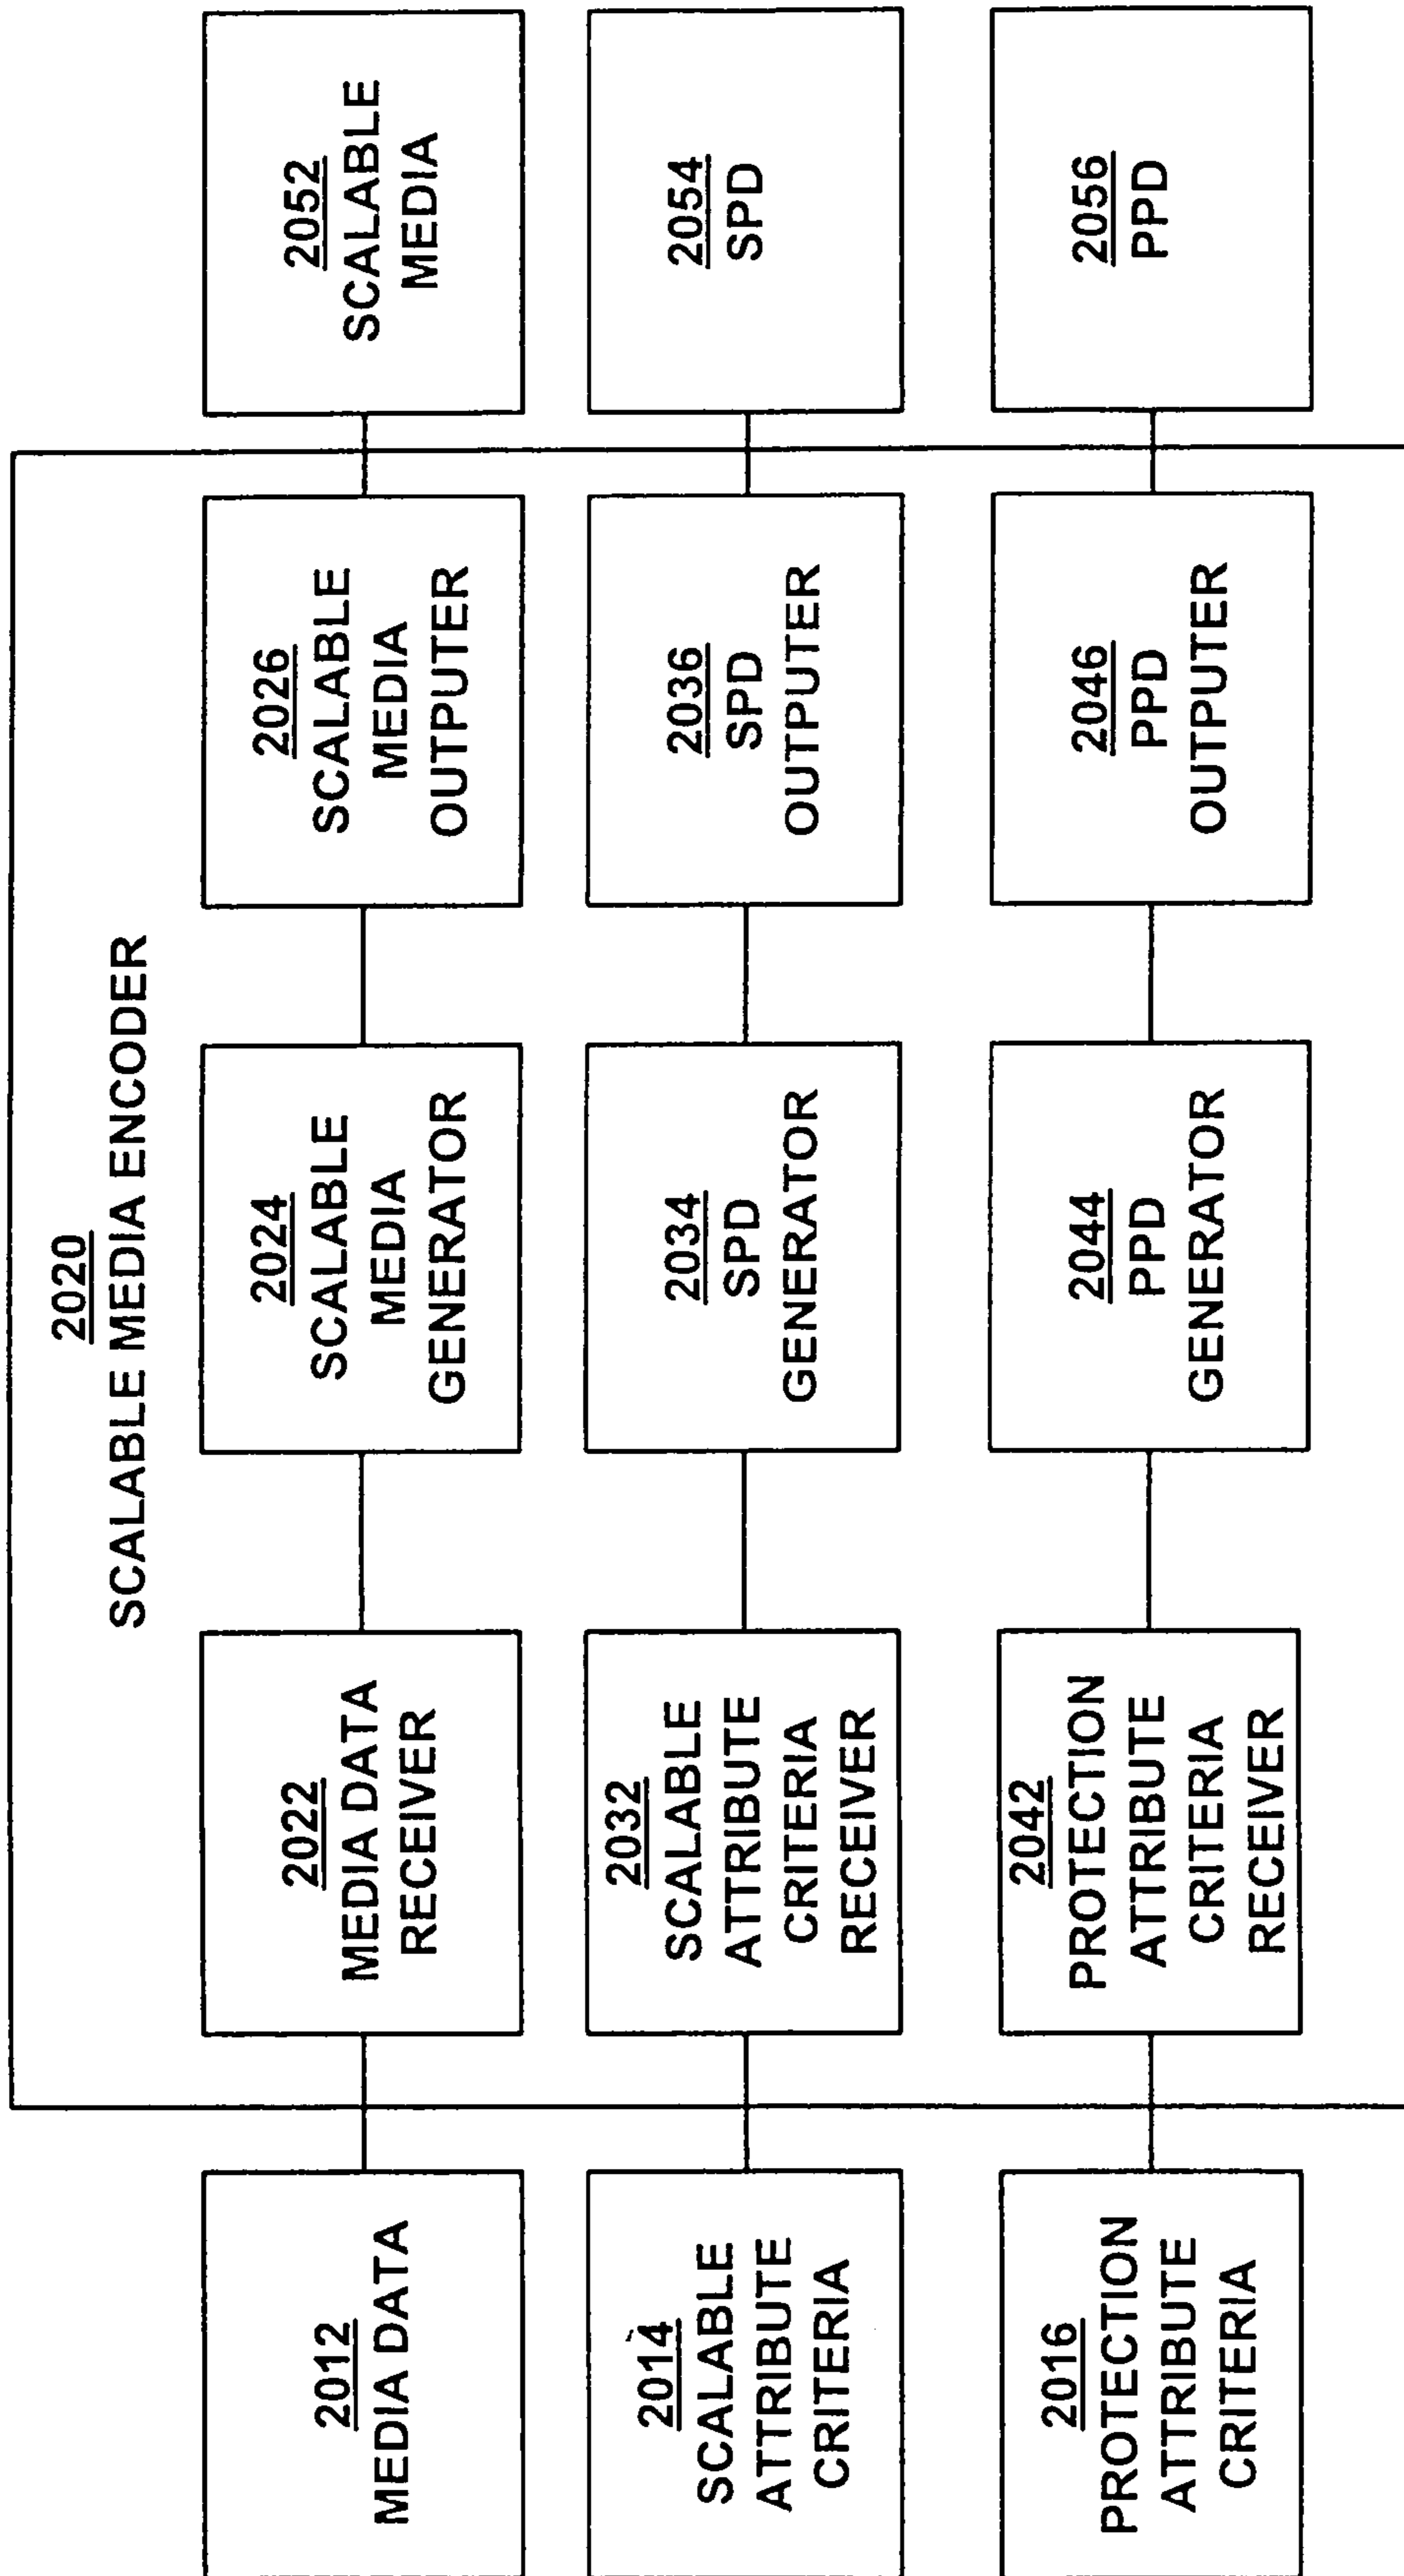 2020
SCALABLE MEDIA ENCODER
2012
MEDIA DATA
2022
MEDIA DATA
RECEIVER
2024
SCALABLE
MEDIA
GENERATOR
2026
SCALABLE
MEDIA
OUTPUTER
2052
SCALABLE
MEDIA
2014
SCALABLE
ATTRIBUTE
CRITERIA
2032
SCALABLE
ATTRIBUTE
CRITERIA
RECEIVER
2034
SPD
GENERATOR
2036
SPD
OUTPUTER
2054
SPD
2016
PROTECTION
ATTRIBUTE
CRITERIA
2042
PROTECTION
ATTRIBUTE
CRITERIA
RECEIVER
2044
PPD
GENERATOR
2046
PPD
OUTPUTER
2056
PPD